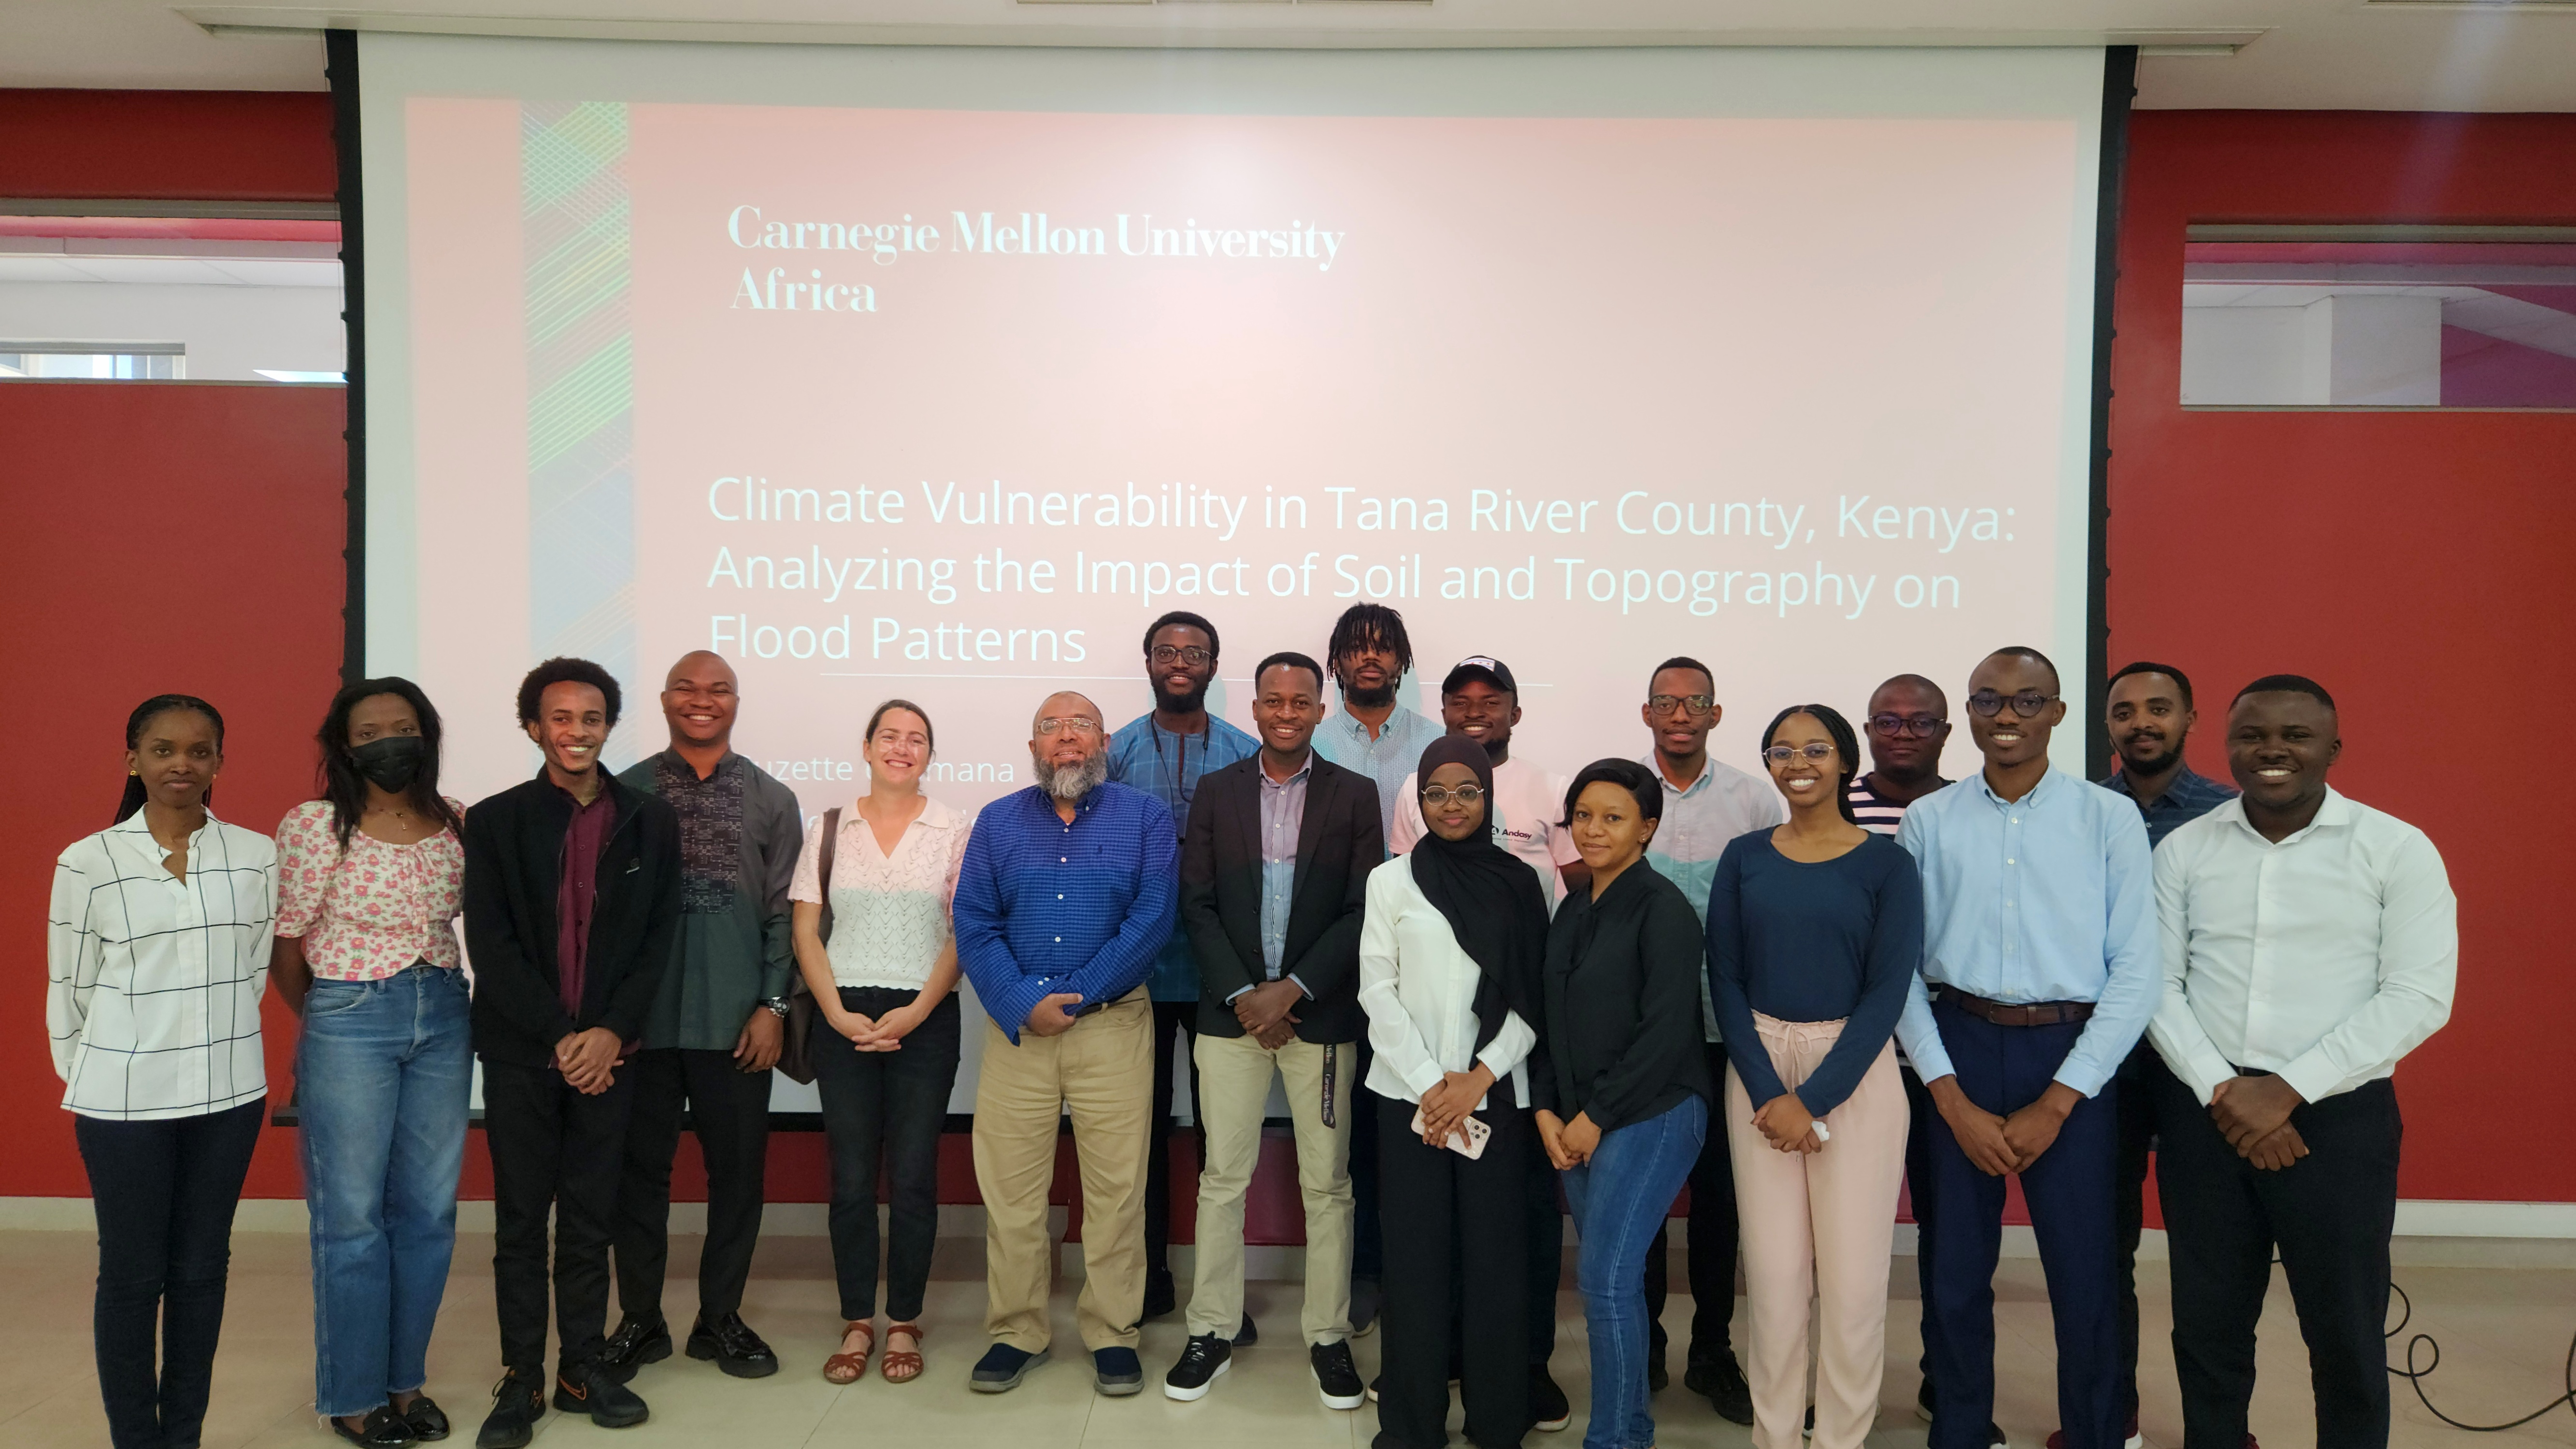 Carnegie Mellon University
Africa
Climate Vulnerability in Tana River County, Kenya:
Analyzing the Impact of Soil and Topography on
Flood Patterns
Andasy